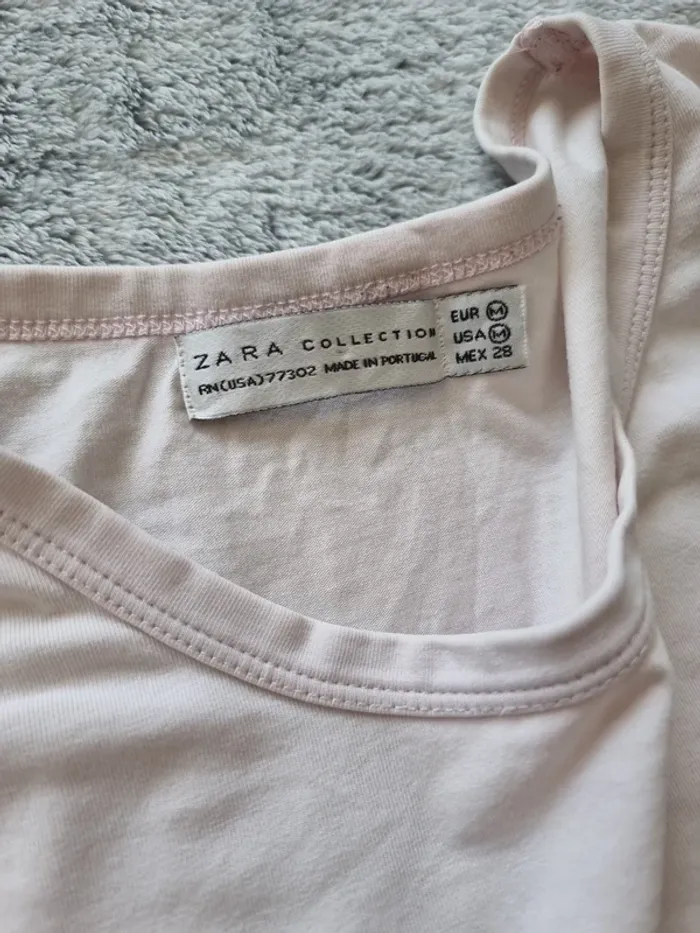 ZARA COLLECTION
RN(USA)77302 MADE IN PORTUGAL
EUR M
USA M
MEX 28